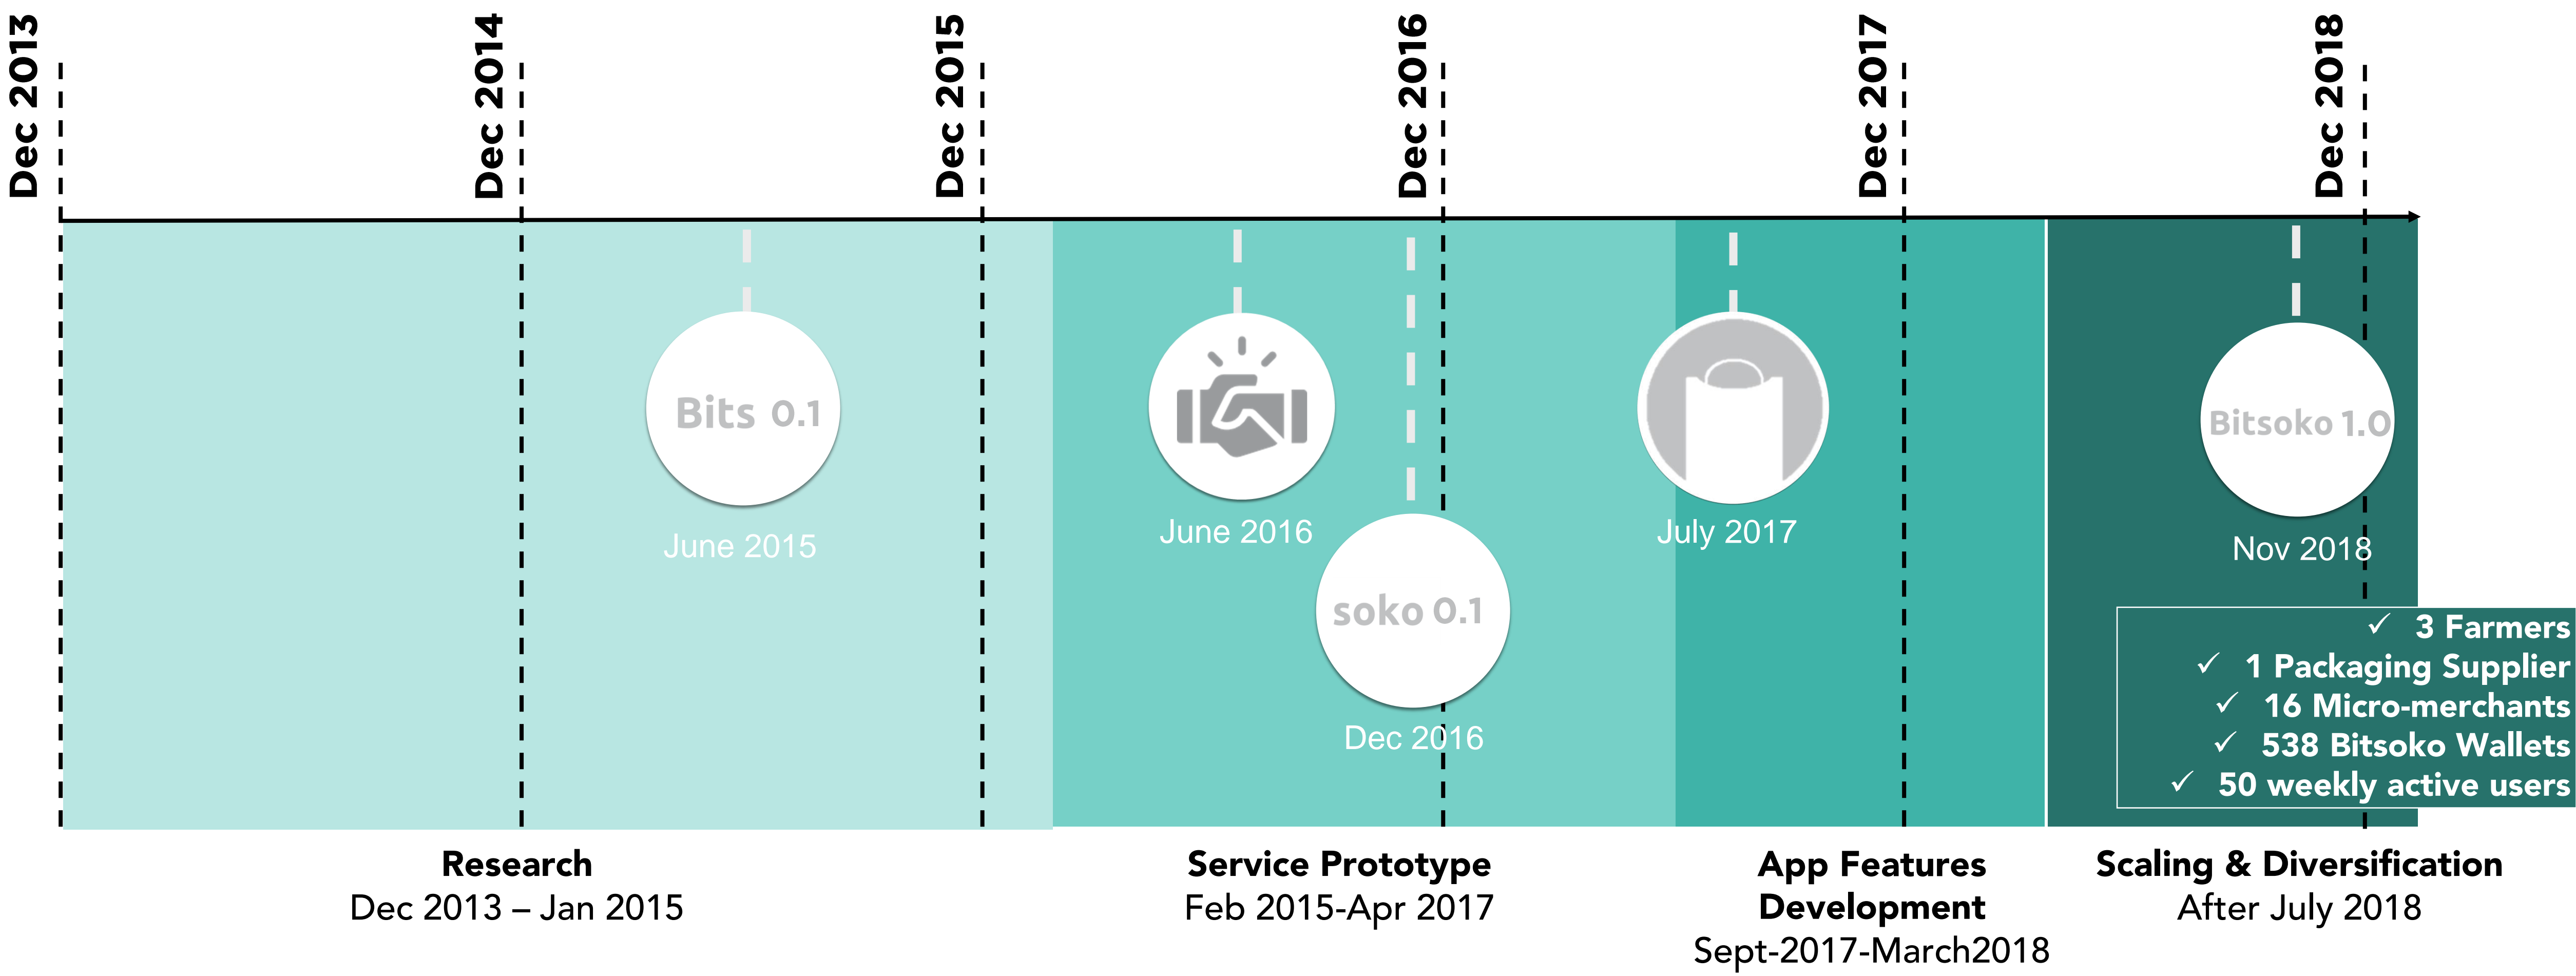 Dec 2013
Dec 2014
Dec 2015
Dec 2016
Dec 2017
Dec 2018
Bits 0.1
June 2015
June 2016
soko 0.1
Dec 2016
July 2017
Bitsoko 1.0
Nov 2018
✓ 3 Farmers
✓ 1 Packaging Supplier
✓ 16 Micro-merchants
✓ 538 Bitsoko Wallets
✓ 50 weekly active users
Research
Dec 2013 – Jan 2015
Service Prototype
Feb 2015-Apr 2017
App Features
Development
Sept-2017-March2018
Scaling & Diversification
After July 2018